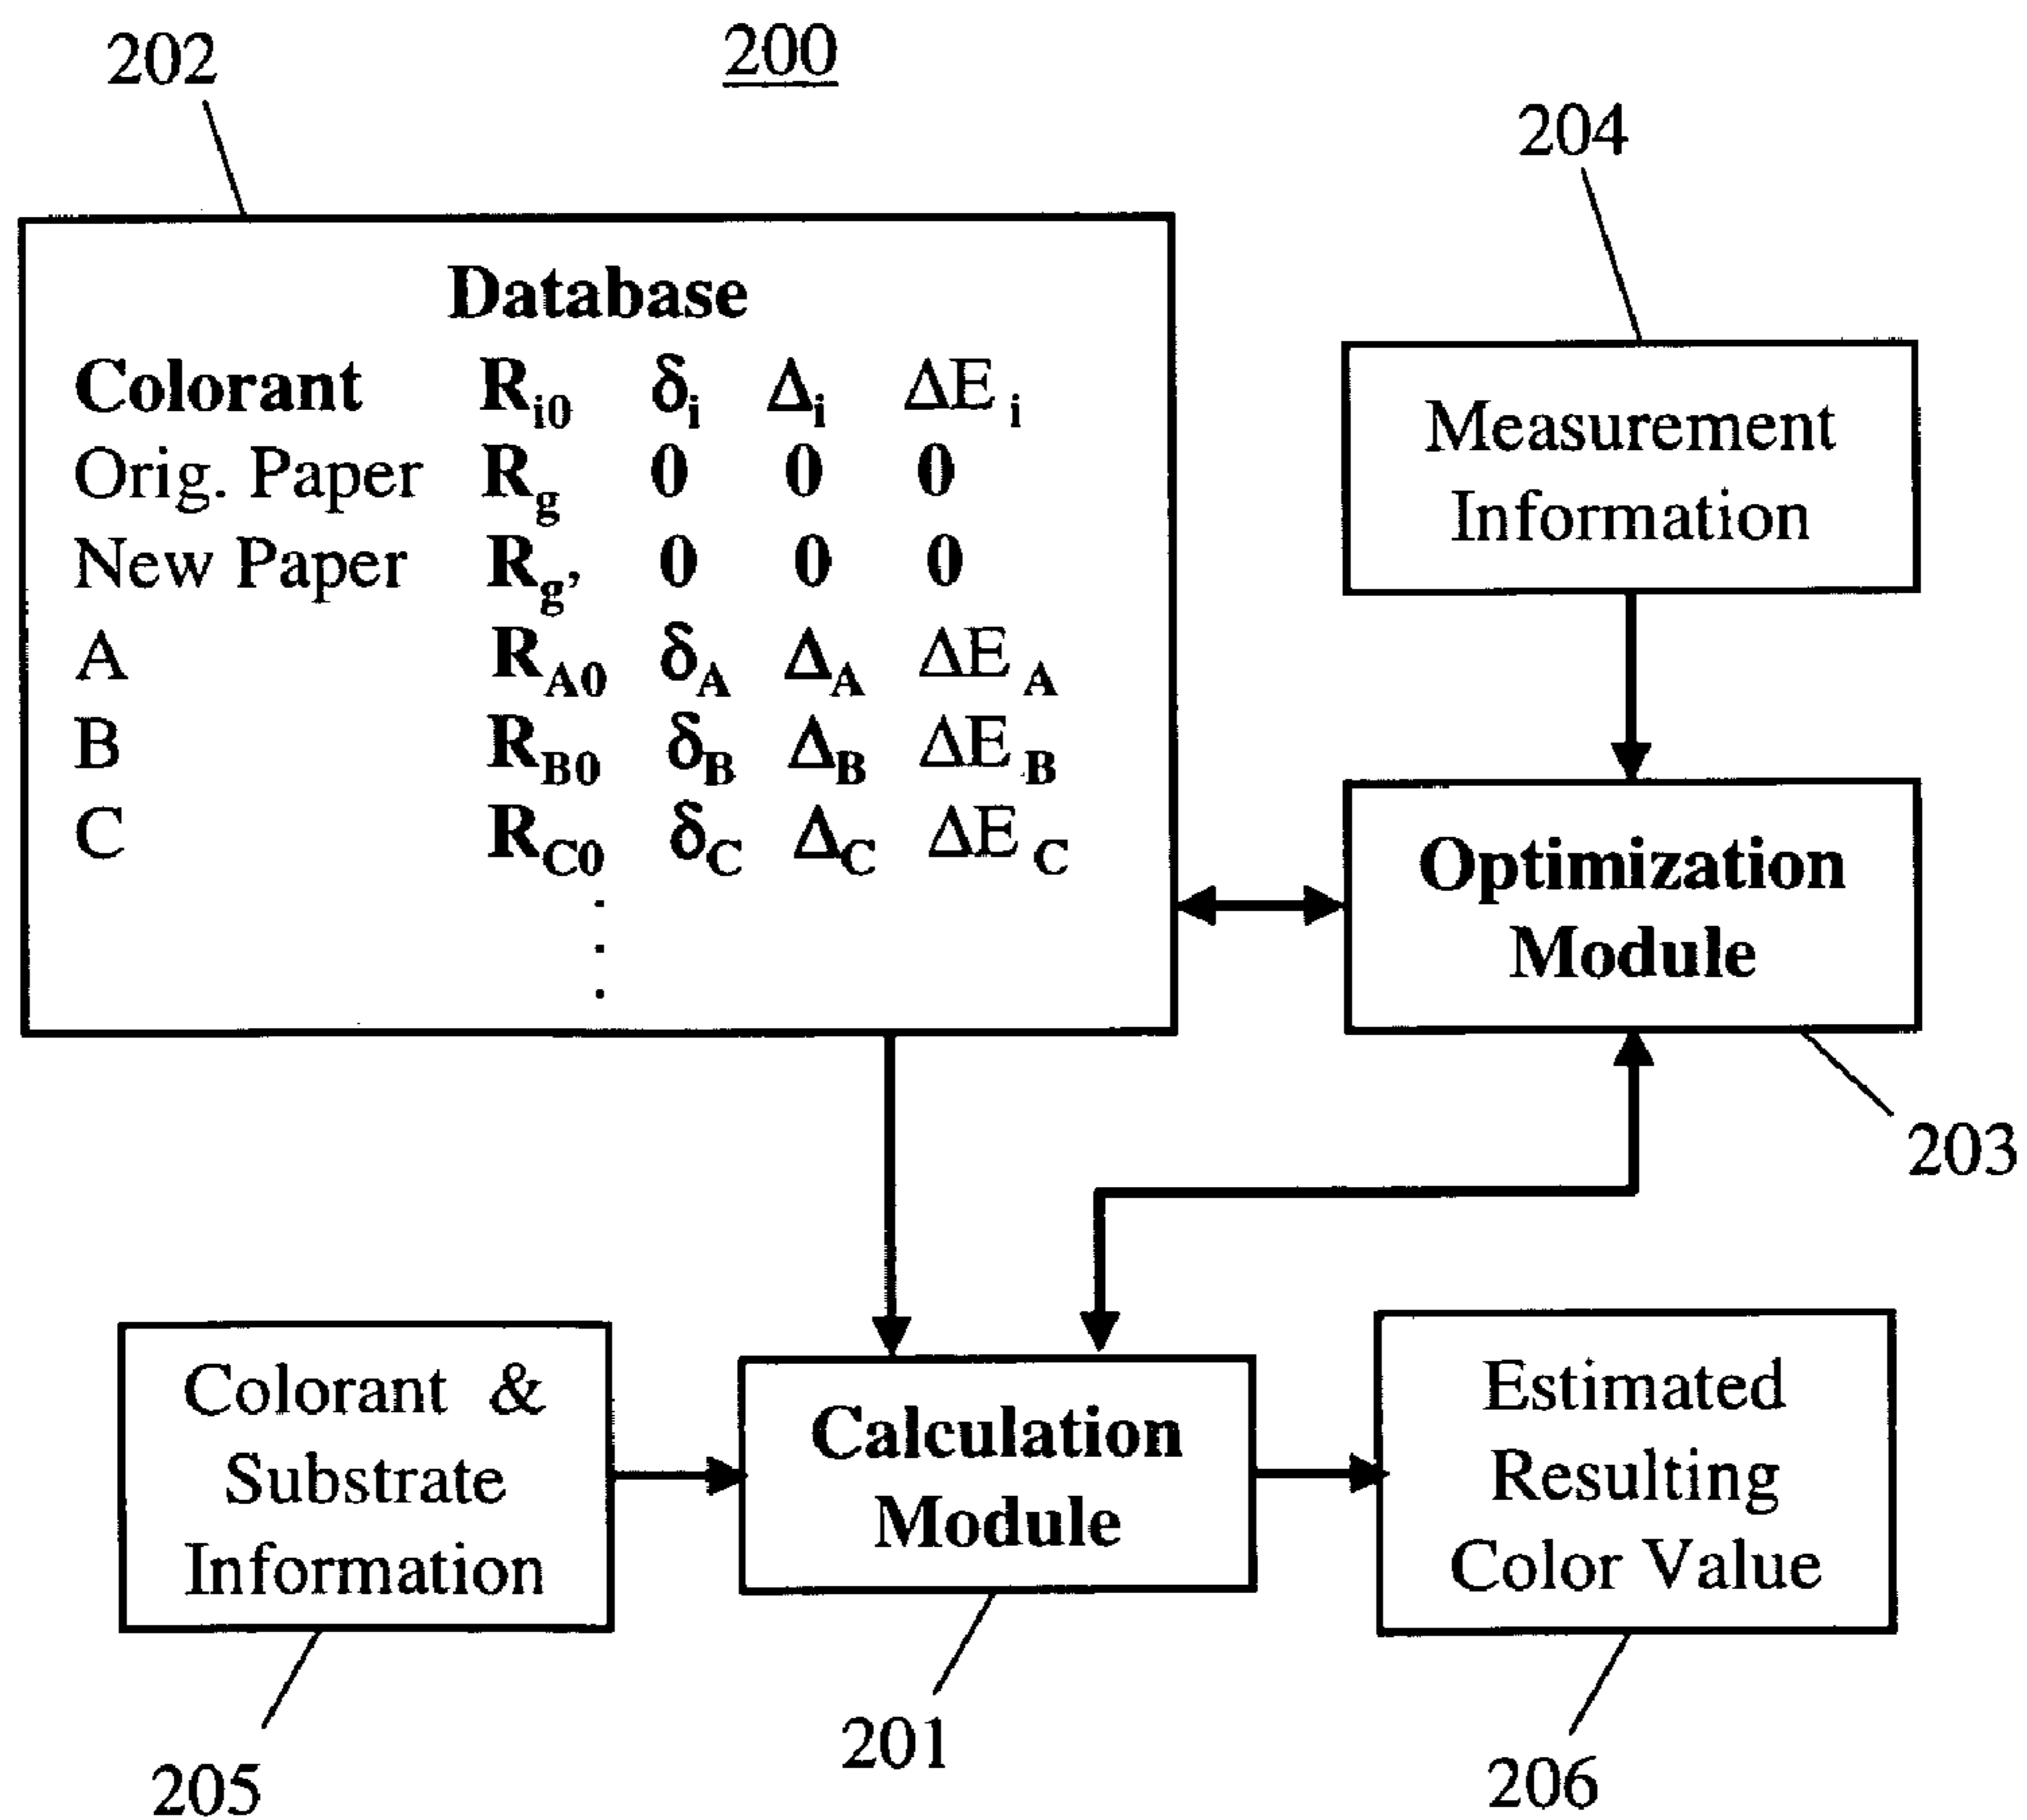 202
200
204
Database
Colorant R_i0 δ_i Δ_i ΔE_i
Orig. Paper R_g 0 0 0
New Paper R_g' 0 0 0
A R_A0 δ_A Δ_A ΔE_A
B R_B0 δ_B Δ_B ΔE_B
C R_C0 δ_C Δ_C ΔE_C
.
.
.
Measurement
Information
Optimization
Module
203
Colorant &
Substrate
Information
Calculation
Module
Estimated
Resulting
Color Value
205
201
206